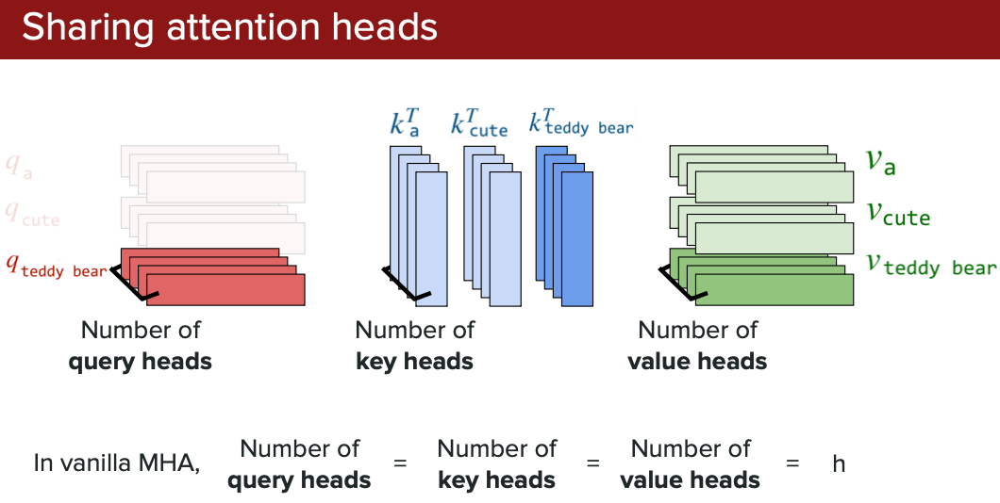 Sharing attention heads
k^T_a k^T_cute k^T_teddy bear
q_a
q_cute
q_teddy bear
v_a
v_cute
v_teddy bear
Number of
query heads
Number of
key heads
Number of
value heads
In vanilla MHA, Number of query heads = Number of key heads = Number of value heads = h